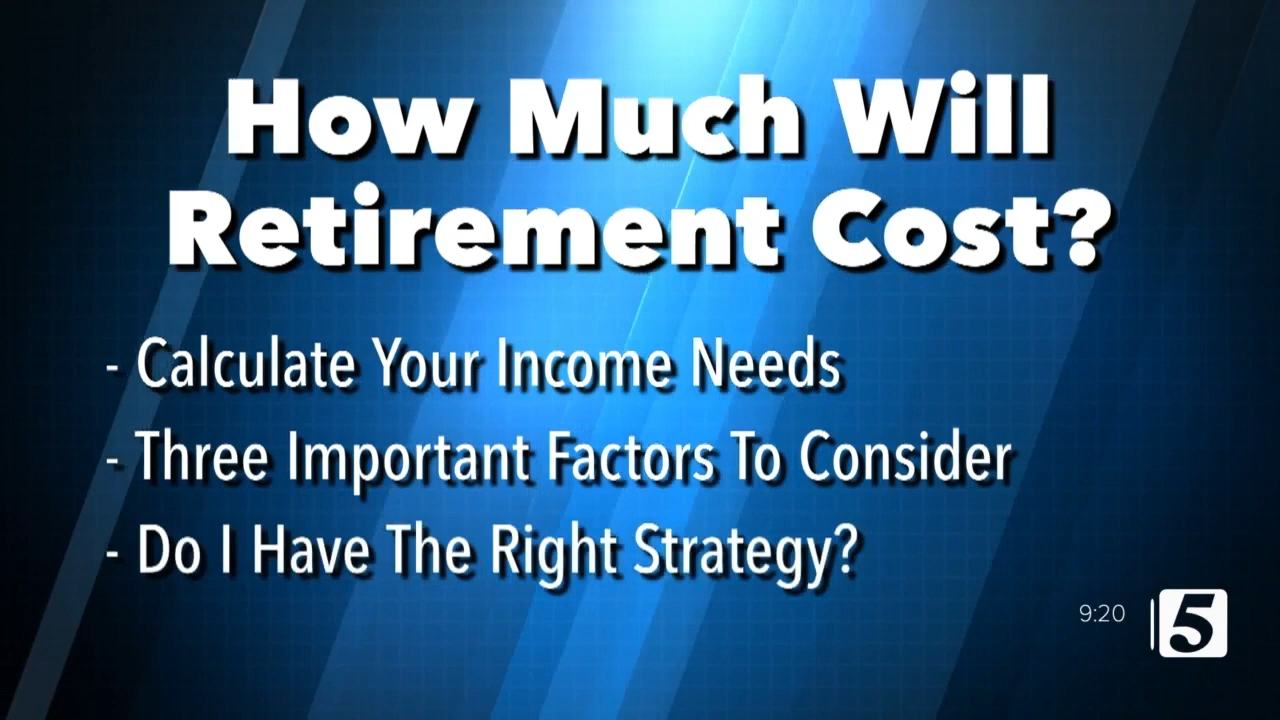 How Much Will
Retirement Cost?
- Calculate Your Income Needs
- Three Important Factors To Consider
- Do I Have The Right Strategy?
9:20
5